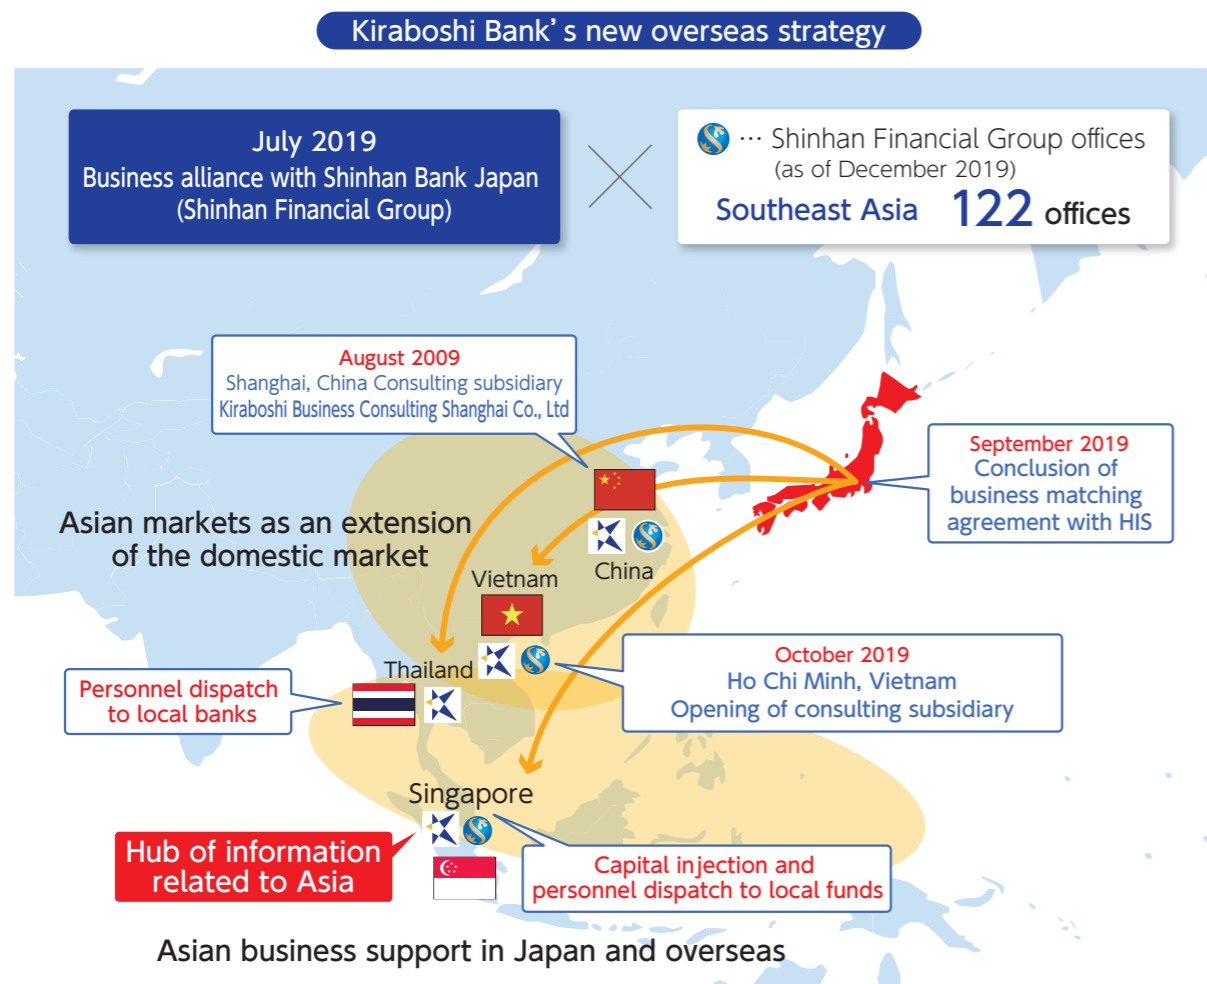 Kiraboshi Bank’s new overseas strategy
July 2019
Business alliance with Shinhan Bank Japan
(Shinhan Financial Group)
… Shinhan Financial Group offices
(as of December 2019)
Southeast Asia 122 offices
August 2009
Shanghai, China Consulting subsidiary
Kiraboshi Business Consulting Shanghai Co., Ltd
September 2019
Conclusion of
business matching
agreement with HIS
Asian markets as an extension
of the domestic market
China
Vietnam
October 2019
Ho Chi Minh, Vietnam
Opening of consulting subsidiary
Thailand
Personnel dispatch
to local banks
Singapore
Hub of information
related to Asia
Capital injection and
personnel dispatch to local funds
Asian business support in Japan and overseas